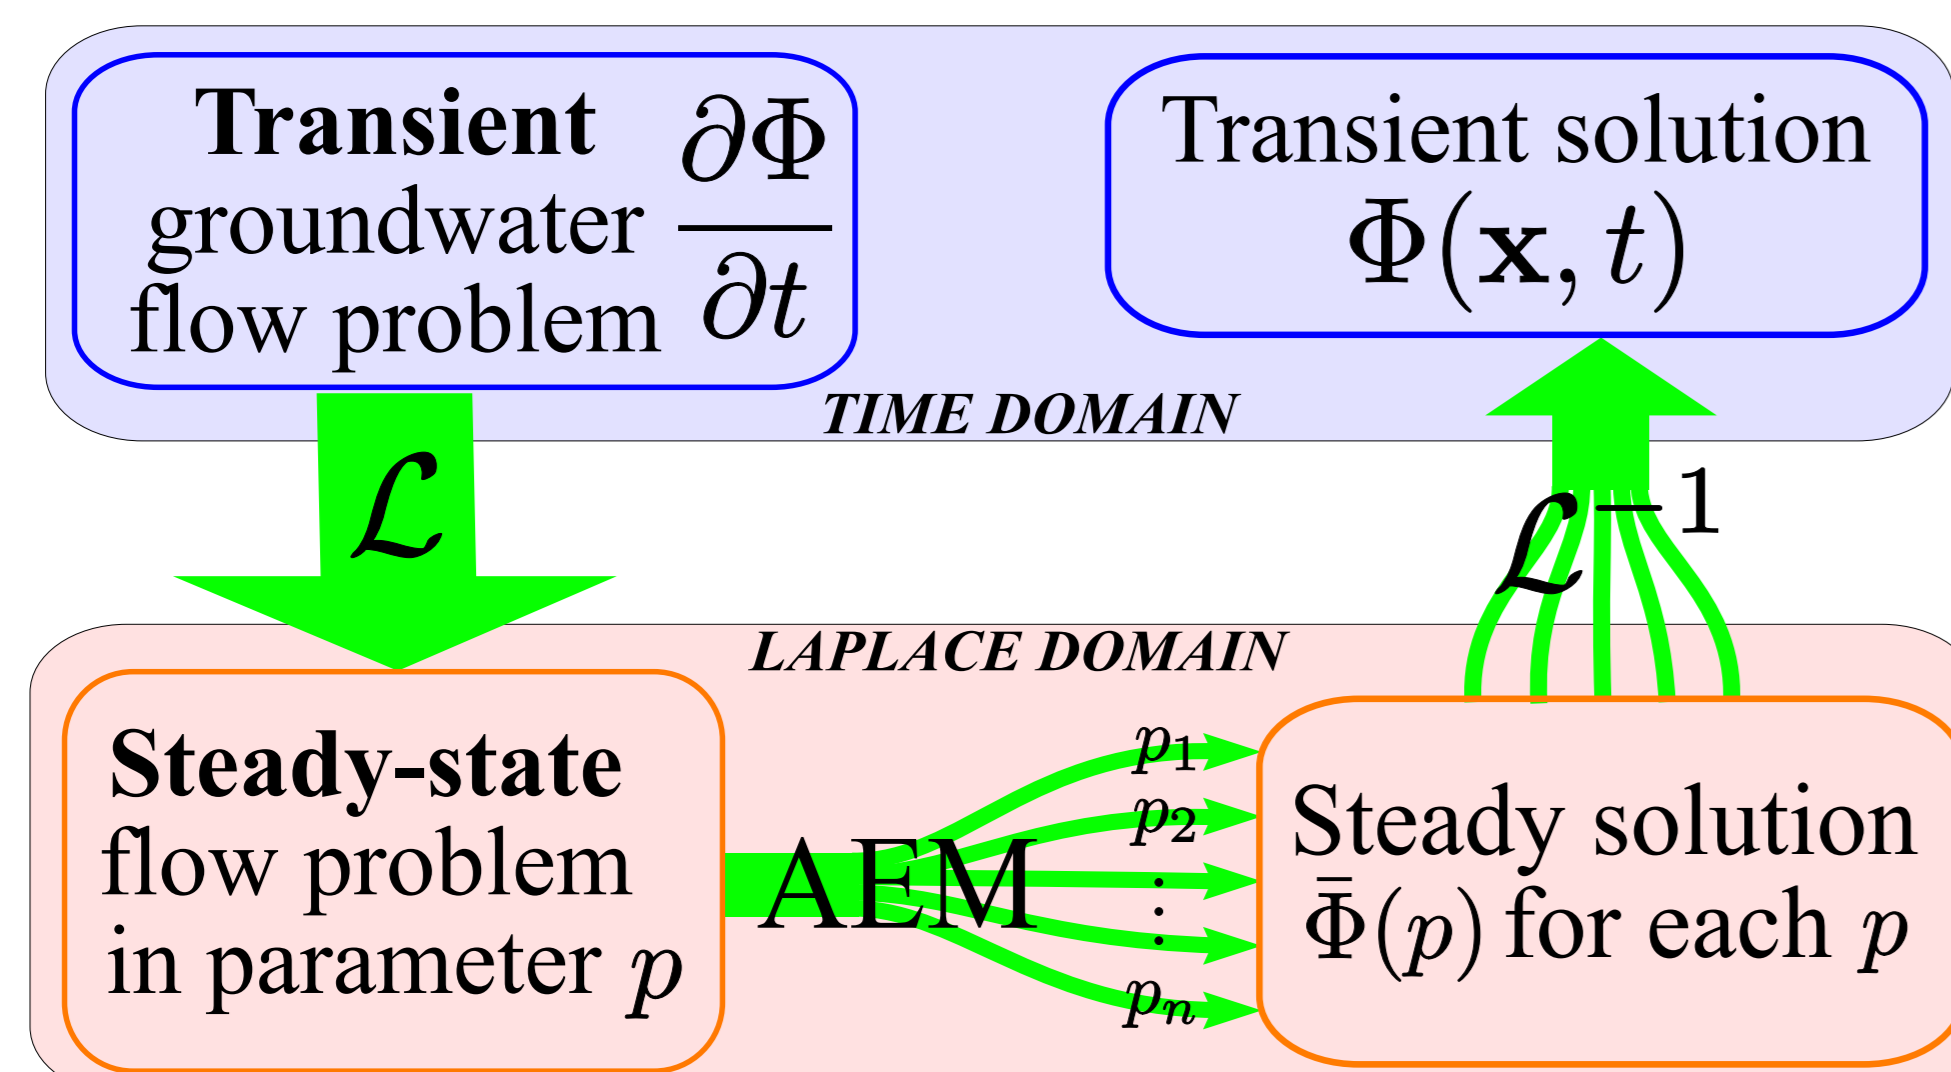 Transient
groundwater
flow problem
∂Φ
∂t
Transient solution
Φ(x, t)
TIME DOMAIN
ℒ
ℒ⁻¹
LAPLACE DOMAIN
Steady-state
flow problem
in parameter p
AEM
p₁
p₂
⋮
pₙ
Steady solution
Φ̄(p) for each p